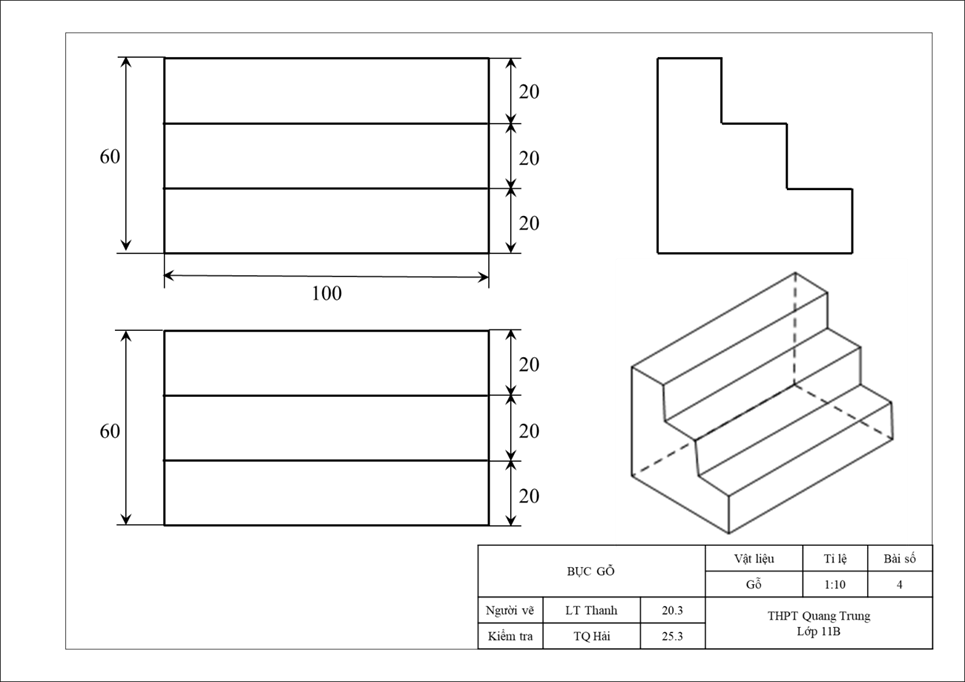 60
20
20
20
100
60
20
20
20
BỤC GỖ
Vật liệu
Tỉ lệ
Bài số
Gỗ
1:10
4
Người vẽ
LT Thanh
20.3
THPT Quang Trung
Lớp 11B
Kiểm tra
TQ Hải
25.3